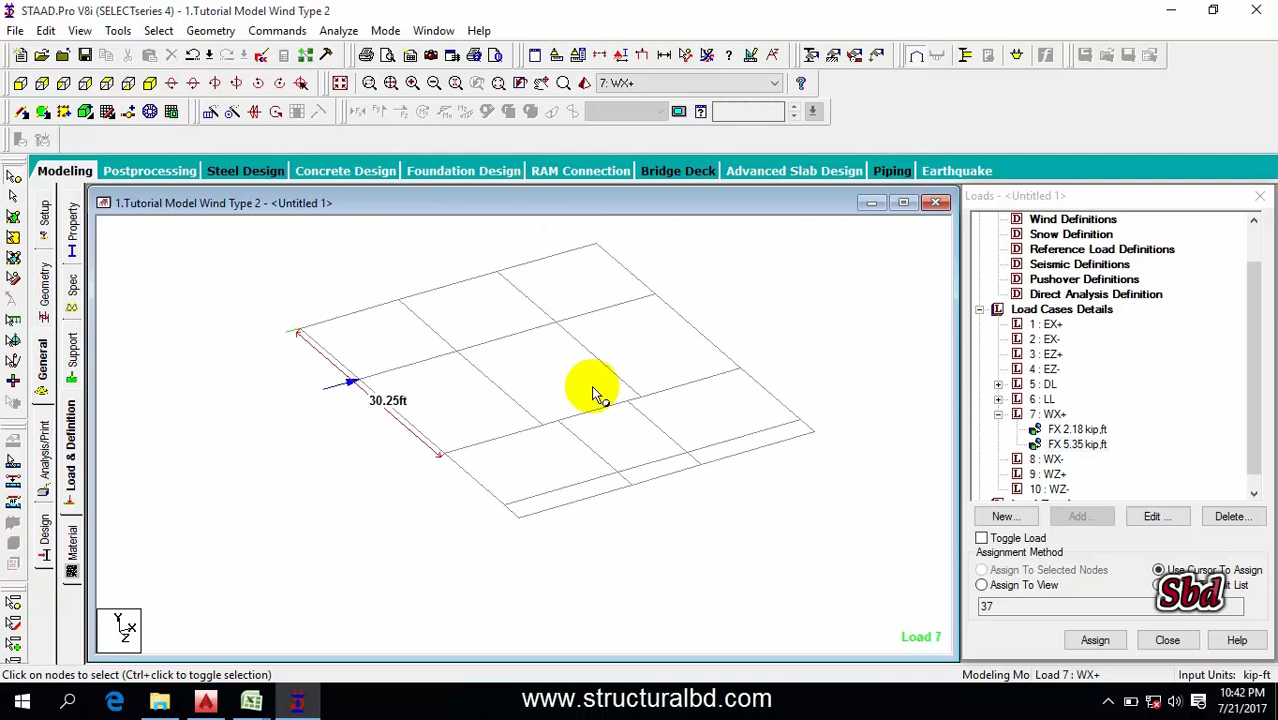 STAAD.Pro V8i (SELECTseries 4) - 1.Tutorial Model Wind Type 2
File Edit View Tools Select Geometry Commands Analyze Mode Window Help
7: WX+
Modeling Postprocessing Steel Design Concrete Design Foundation Design RAM Connection Bridge Deck Advanced Slab Design Piping Earthquake
1.Tutorial Model Wind Type 2 - <Untitled 1>
Loads - <Untitled 1>
Setup
Geometry
General
Analysis/Print
Design
Property
Spec
Support
Load & Definition
Material
30.25ft
Load 7
Y
X
Z
Wind Definitions
Snow Definition
Reference Load Definitions
Seismic Definitions
Pushover Definitions
Direct Analysis Definition
Load Cases Details
1 : EX+
2 : EX-
3 : EZ+
4 : EZ-
5 : DL
6 : LL
7 : WX+
FX 2.18 kip,ft
FX 5.35 kip,ft
8 : WX-
9 : WZ+
10 : WZ-
New... Add... Edit ... Delete...
Toggle Load
Assignment Method
Assign To Selected Nodes Use Cursor To Assign
Assign To View t List
Sbd
37
Assign Close Help
Click on nodes to select (Ctrl+click to toggle selection) Modeling Mo Load 7 : WX+ Input Units: kip-ft
www.structuralbd.com
10:42 PM
7/21/2017